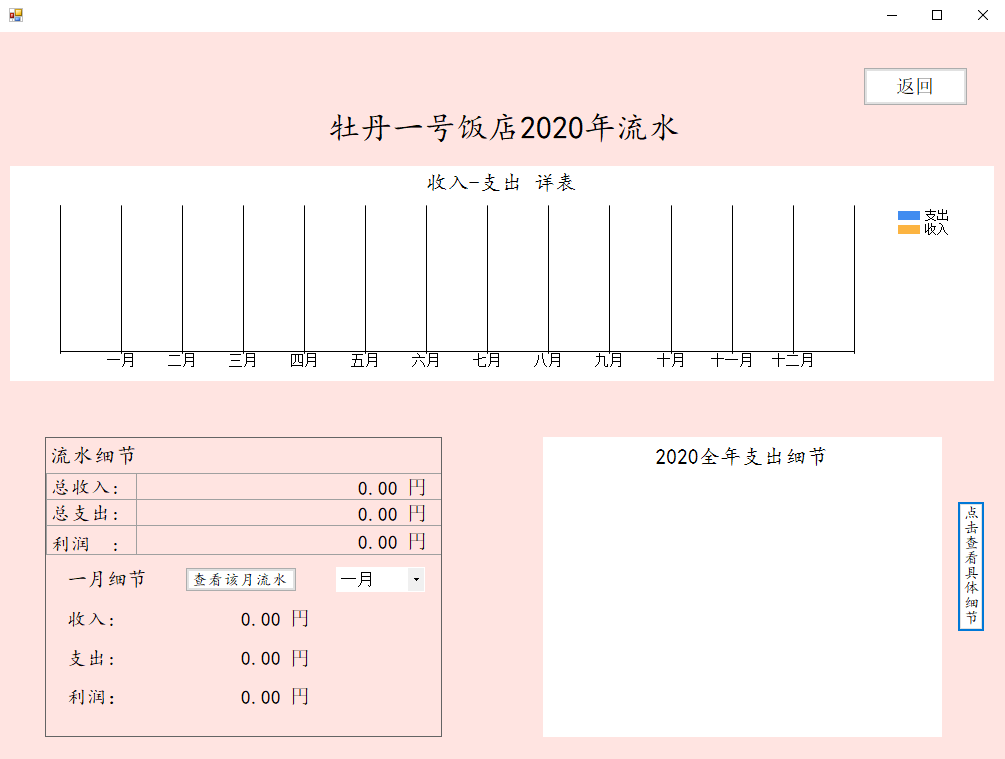 返回
牡丹一号饭店2020年流水
收入-支出 详表
支出
收入
一月 二月 三月 四月 五月 六月 七月 八月 九月 十月 十一月 十二月
流水细节
总收入: 0.00 円
总支出: 0.00 円
利润 : 0.00 円
一月细节 查看该月流水 一月
收入: 0.00 円
支出: 0.00 円
利润: 0.00 円
2020全年支出细节
点击查看具体细节